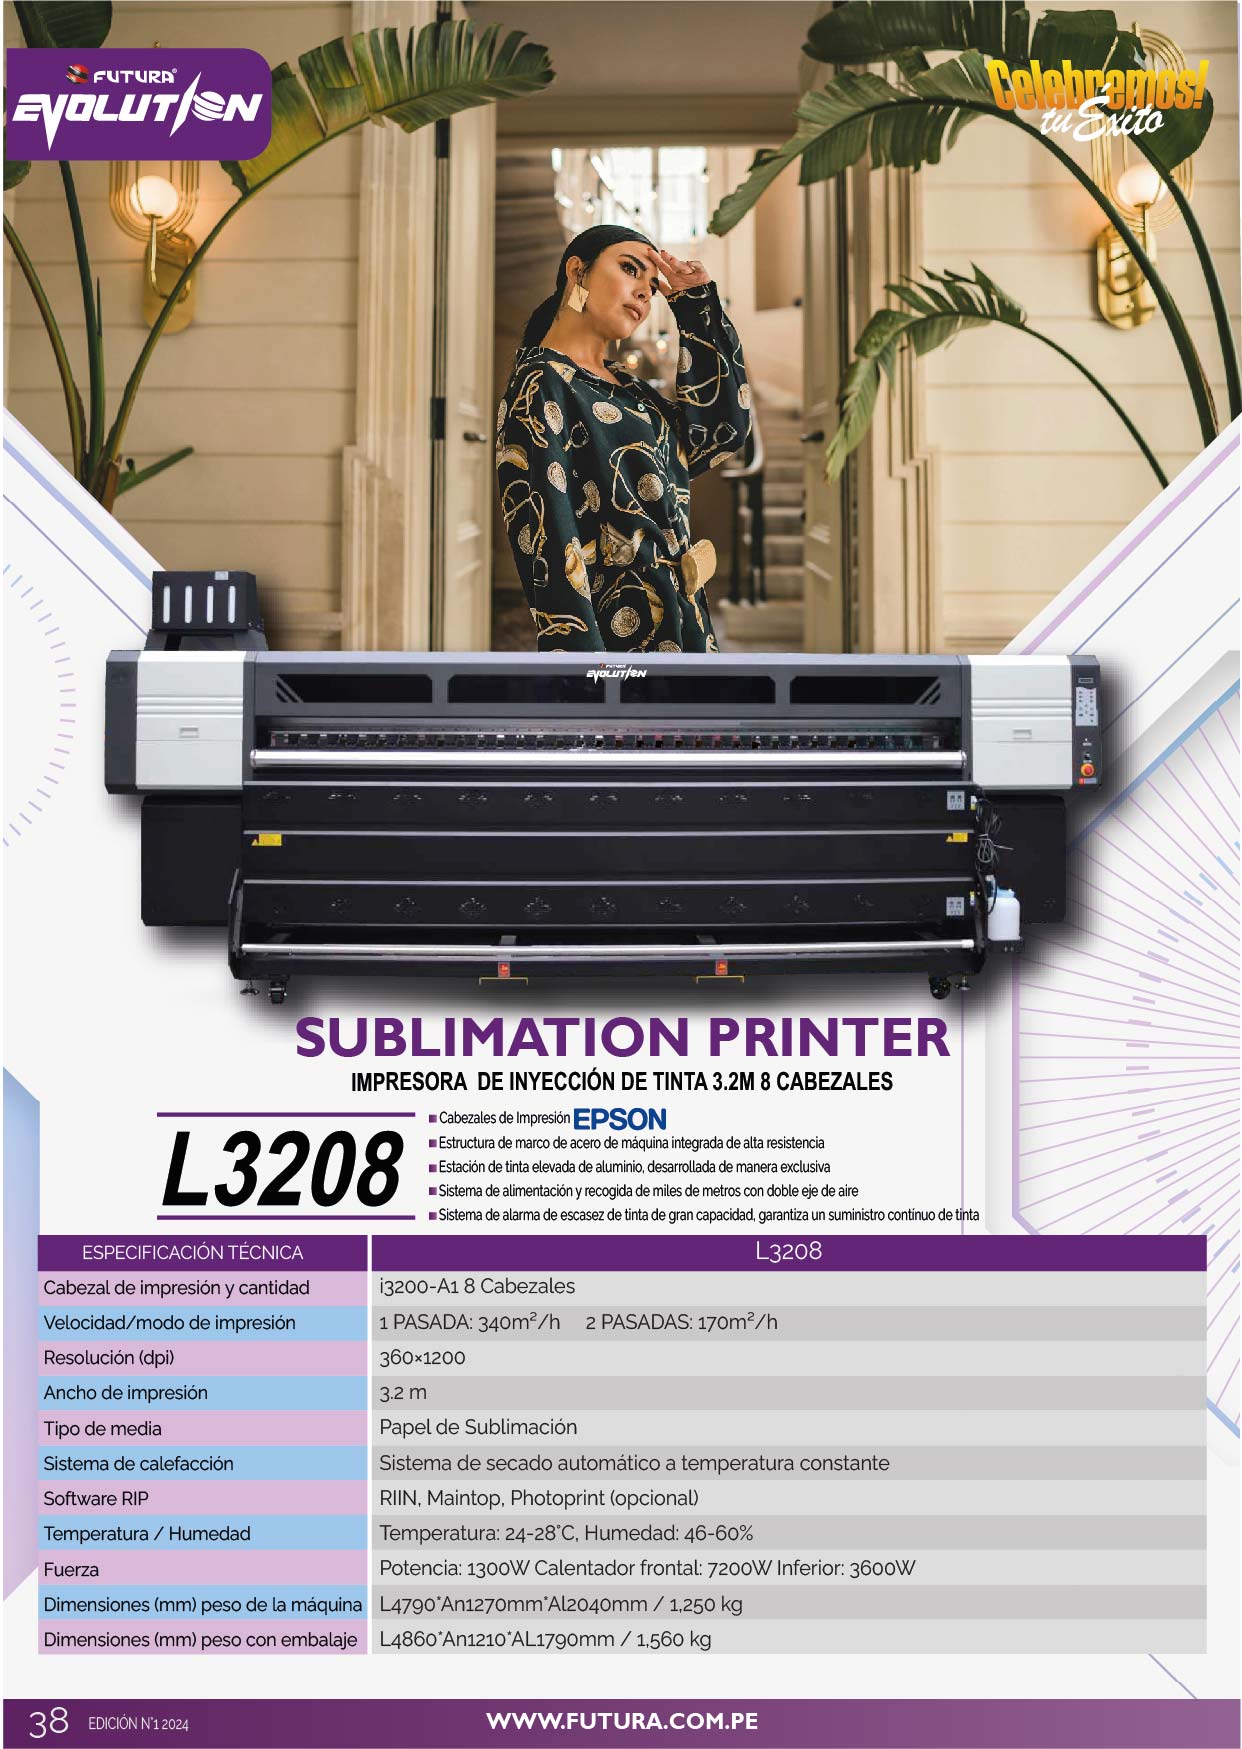 FUTURA®
EVOLUTION
Celebramos!
tu Éxito
FUTURA
EVOLUTION
SUBLIMATION PRINTER
IMPRESORA DE INYECCIÓN DE TINTA 3.2M 8 CABEZALES
L3208
Cabezales de Impresión EPSON
Estructura de marco de acero de máquina integrada de alta resistencia
Estación de tinta elevada de aluminio, desarrollada de manera exclusiva
Sistema de alimentación y recogida de miles de metros con doble eje de aire
Sistema de alarma de escasez de tinta de gran capacidad, garantiza un suministro contínuo de tinta
ESPECIFICACIÓN TÉCNICA L3208
Cabezal de impresión y cantidad i3200-A1 8 Cabezales
Velocidad/modo de impresión 1 PASADA: 340m²/h 2 PASADAS: 170m²/h
Resolución (dpi) 360×1200
Ancho de impresión 3.2 m
Tipo de media Papel de Sublimación
Sistema de calefacción Sistema de secado automático a temperatura constante
Software RIP RIIN, Maintop, Photoprint (opcional)
Temperatura / Humedad Temperatura: 24-28°C, Humedad: 46-60%
Fuerza Potencia: 1300W Calentador frontal: 7200W Inferior: 3600W
Dimensiones (mm) peso de la máquina L4790*An1270mm*Al2040mm / 1,250 kg
Dimensiones (mm) peso con embalaje L4860*An1210*AL1790mm / 1,560 kg
38 EDICIÓN N°1 2024 WWW.FUTURA.COM.PE